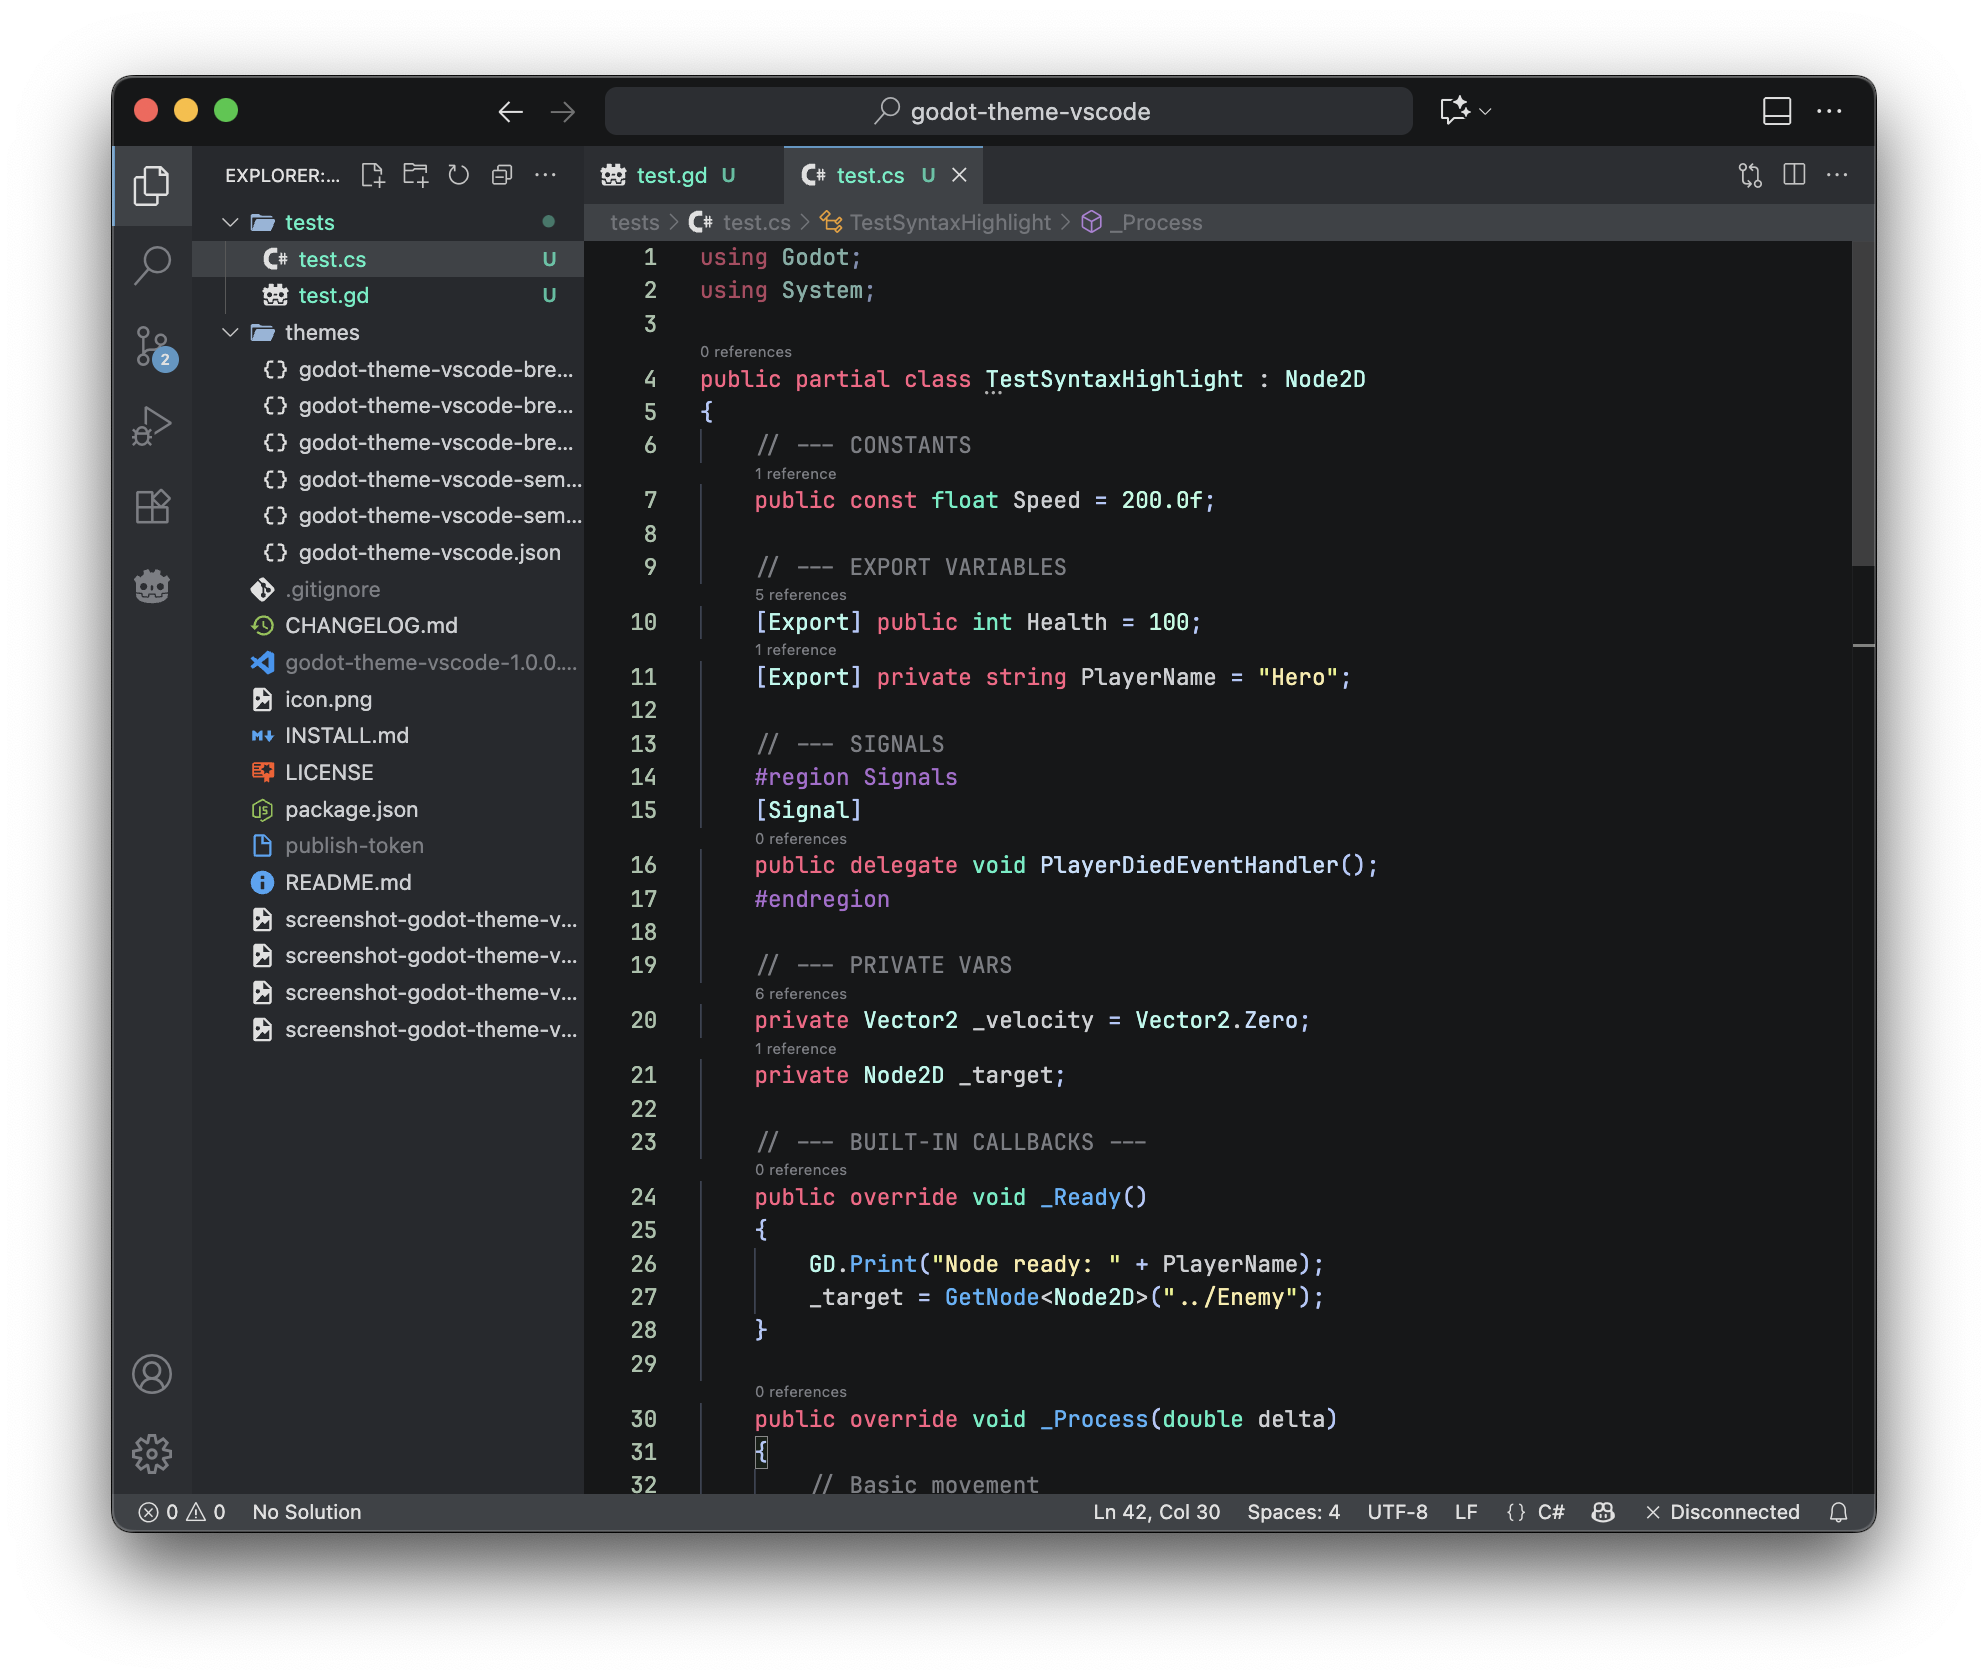 godot-theme-vscode
EXPLORER:...
tests
test.cs U
test.gd U
themes
godot-theme-vscode-bre...
godot-theme-vscode-bre...
godot-theme-vscode-bre...
godot-theme-vscode-sem...
godot-theme-vscode-sem...
godot-theme-vscode.json
.gitignore
CHANGELOG.md
godot-theme-vscode-1.0.0....
icon.png
INSTALL.md
LICENSE
package.json
publish-token
README.md
screenshot-godot-theme-v...
screenshot-godot-theme-v...
screenshot-godot-theme-v...
screenshot-godot-theme-v...
2
test.gd U
test.cs U
tests > C# test.cs > TestSyntaxHighlight > _Process
1 using Godot;
2 using System;
3
0 references
4 public partial class TestSyntaxHighlight : Node2D
5 {
6 // --- CONSTANTS
1 reference
7 public const float Speed = 200.0f;
8
9 // --- EXPORT VARIABLES
5 references
10 [Export] public int Health = 100;
1 reference
11 [Export] private string PlayerName = "Hero";
12
13 // --- SIGNALS
14 #region Signals
15 [Signal]
0 references
16 public delegate void PlayerDiedEventHandler();
17 #endregion
18
19 // --- PRIVATE VARS
6 references
20 private Vector2 _velocity = Vector2.Zero;
1 reference
21 private Node2D _target;
22
23 // --- BUILT-IN CALLBACKS ---
0 references
24 public override void _Ready()
25 {
26 GD.Print("Node ready: " + PlayerName);
27 _target = GetNode<Node2D>("../Enemy");
28 }
29
0 references
30 public override void _Process(double delta)
31 {
32 // Basic movement
0 0 No Solution Ln 42, Col 30 Spaces: 4 UTF-8 LF {} C# Disconnected